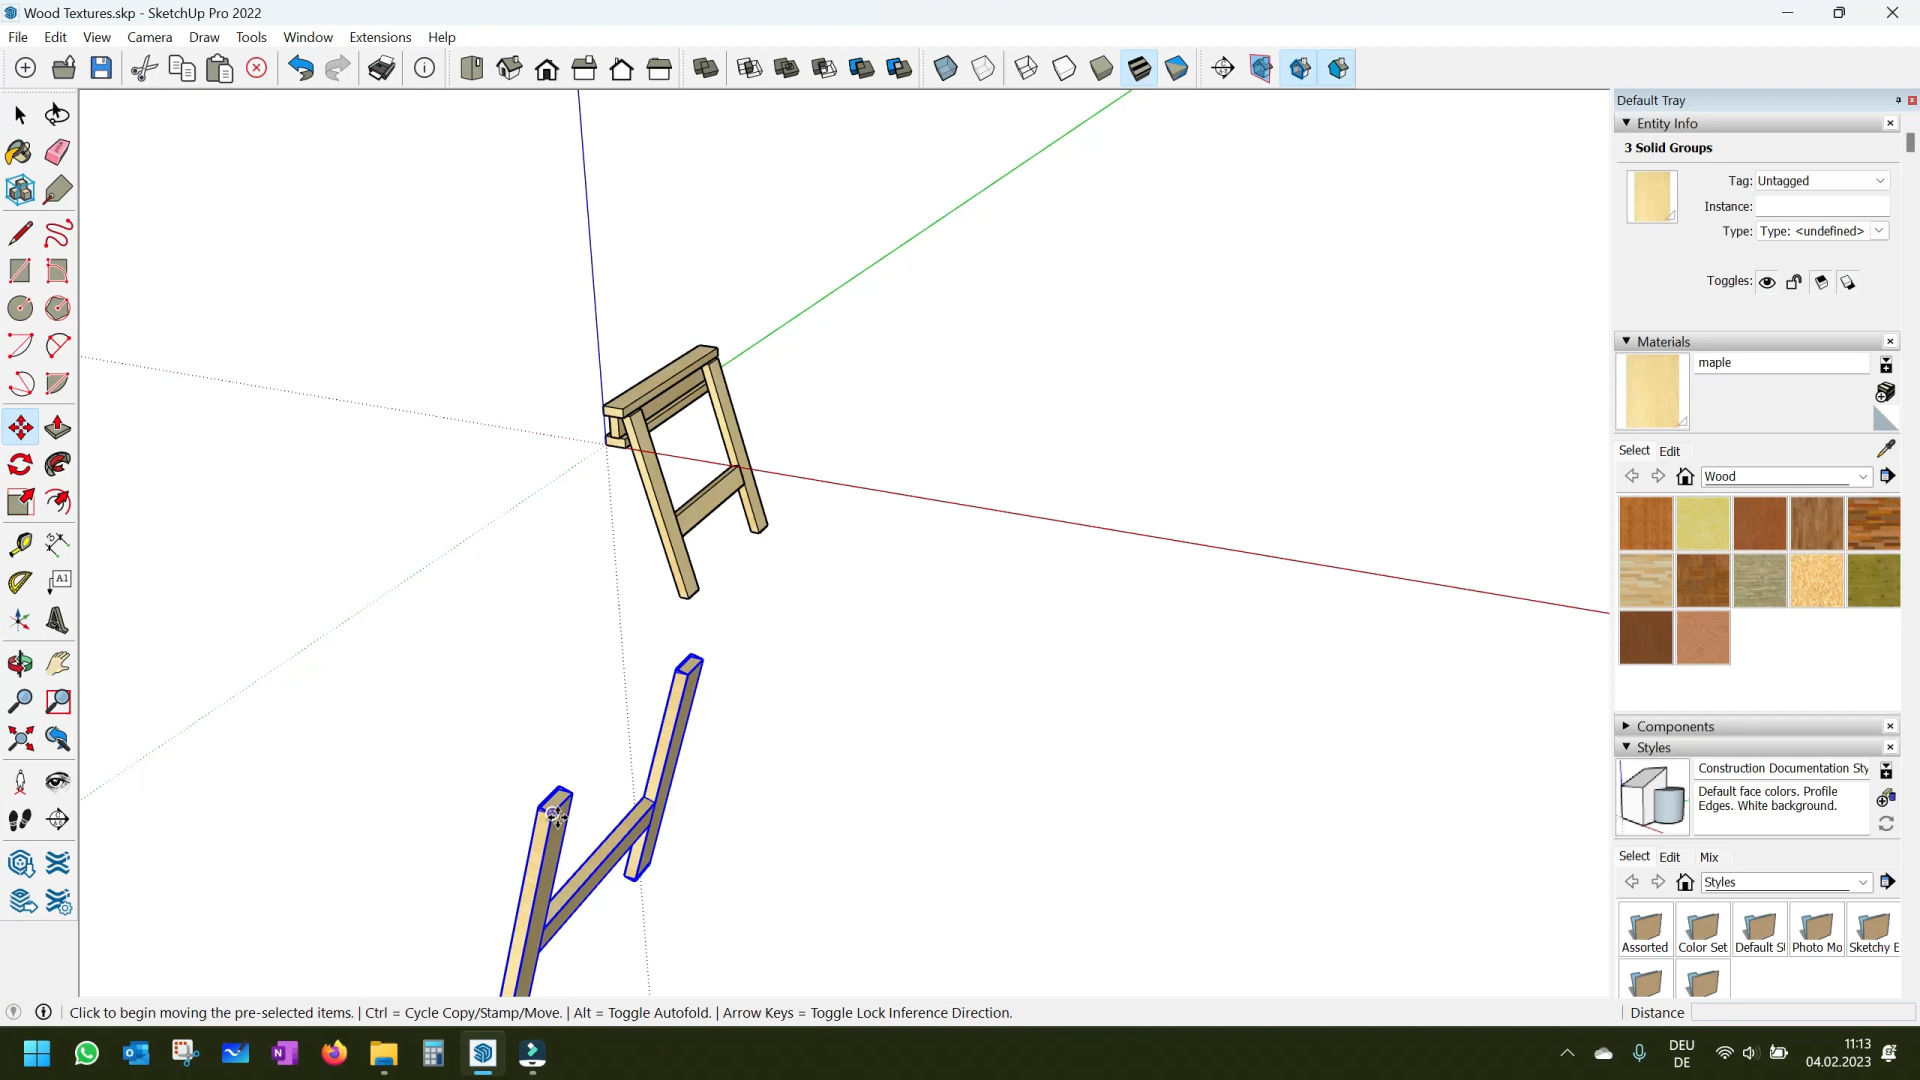 Wood Textures.skp - SketchUp Pro 2022
File Edit View Camera Draw Tools Window Extensions Help
Default Tray
Entity Info
3 Solid Groups
Tag: Untagged
Instance:
Type: Type: <undefined>
Toggles:
Materials
maple
Select Edit
Wood
Components
Styles
Construction Documentation Sty
Default face colors. Profile
Edges. White background.
Select Edit Mix
Styles
Assorted Color Set Default S Photo Mo Sketchy E
A1
Click to begin moving the pre-selected items. | Ctrl = Cycle Copy/Stamp/Move. | Alt = Toggle Autofold. | Arrow Keys = Toggle Lock Inference Direction.
Distance
DEU
DE
11:13
04.02.2023